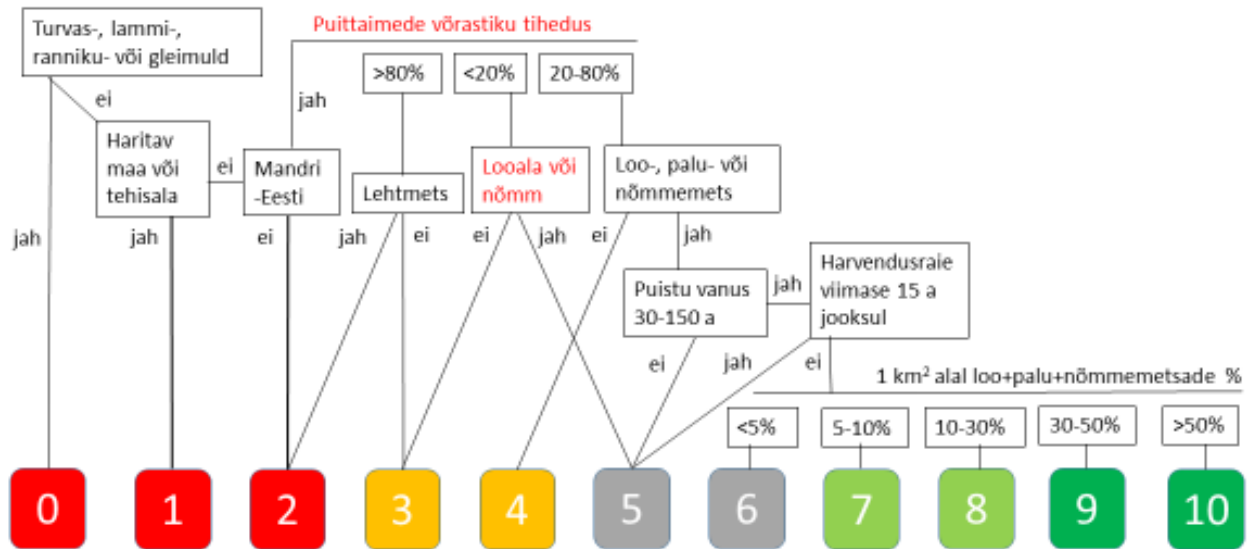 Turvas-, lammi-,
ranniku- või gleimuld
Puittaimede võrastiku tihedus
>80%
<20%
20-80%
ei
jah
jah
Haritav
maa või
tehisala
ei
Mandri
-Eesti
Lehtmets
Looala või
nõmm
Loo-, palu- või
nõmmemets
jah
jah
ei
jah
ei
ei
jah
ei
jah
Puistu vanus
30-150 a
jah
Harvendusraie
viimase 15 a
jooksul
ei
jah
ei
1 km² alal loo+palu+nõmmemetsade %
<5%
5-10%
10-30%
30-50%
>50%
0
1
2
3
4
5
6
7
8
9
10